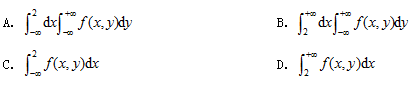 A. ∫_{-∞}^{2} dx∫_{-∞}^{+∞} f(x,y)dy B. ∫_{2}^{+∞} dx∫_{-∞}^{+∞} f(x,y)dy
C. ∫_{-∞}^{2} f(x,y)dx D. ∫_{2}^{+∞} f(x,y)dx